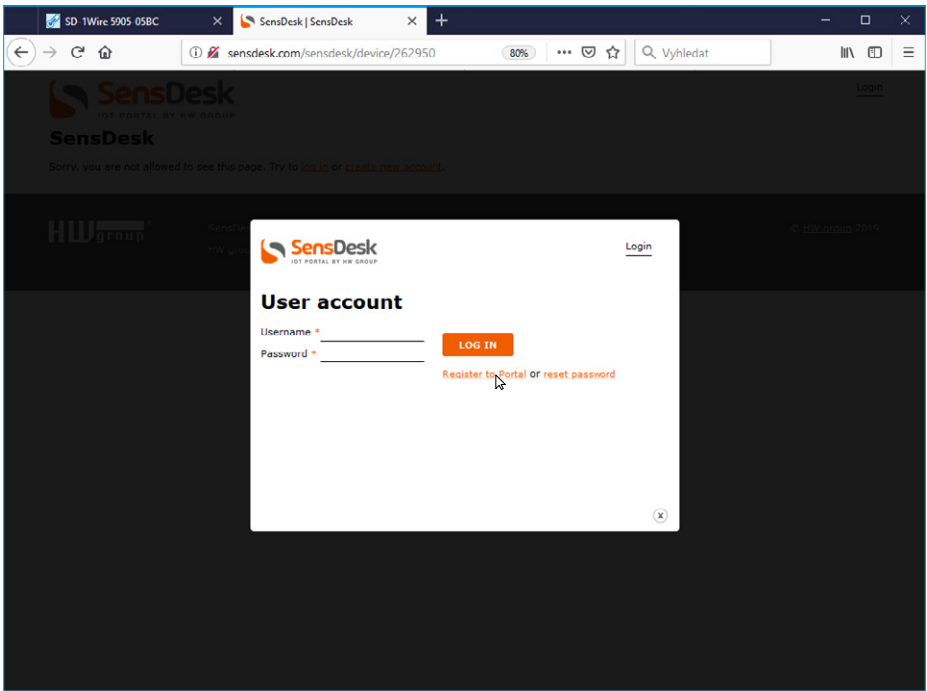 SD-1Wire 5905-05BC
SensDesk | SensDesk
sensdesk.com/sensdesk/device/262950
80%
Vyhledat
SensDesk
IOT PORTAL BY HW GROUP
Login
SensDesk
Sorry, you are not allowed to see this page. Try to log in or create new account.
HW group
SensDes
HW grou
© HW group 2019
SensDesk
IOT PORTAL BY HW GROUP
Login
User account
Username *
Password *
LOG IN
Register to Portal or reset password
x